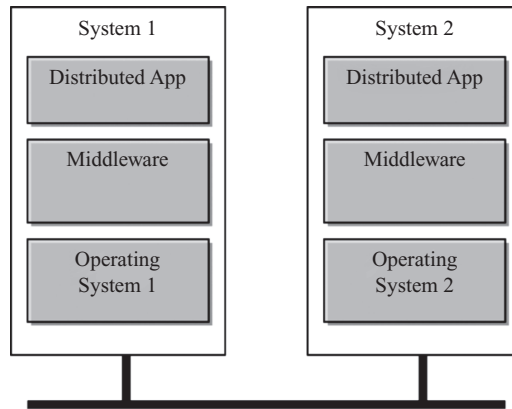 System 1
Distributed App
Middleware
Operating
System 1
System 2
Distributed App
Middleware
Operating
System 2